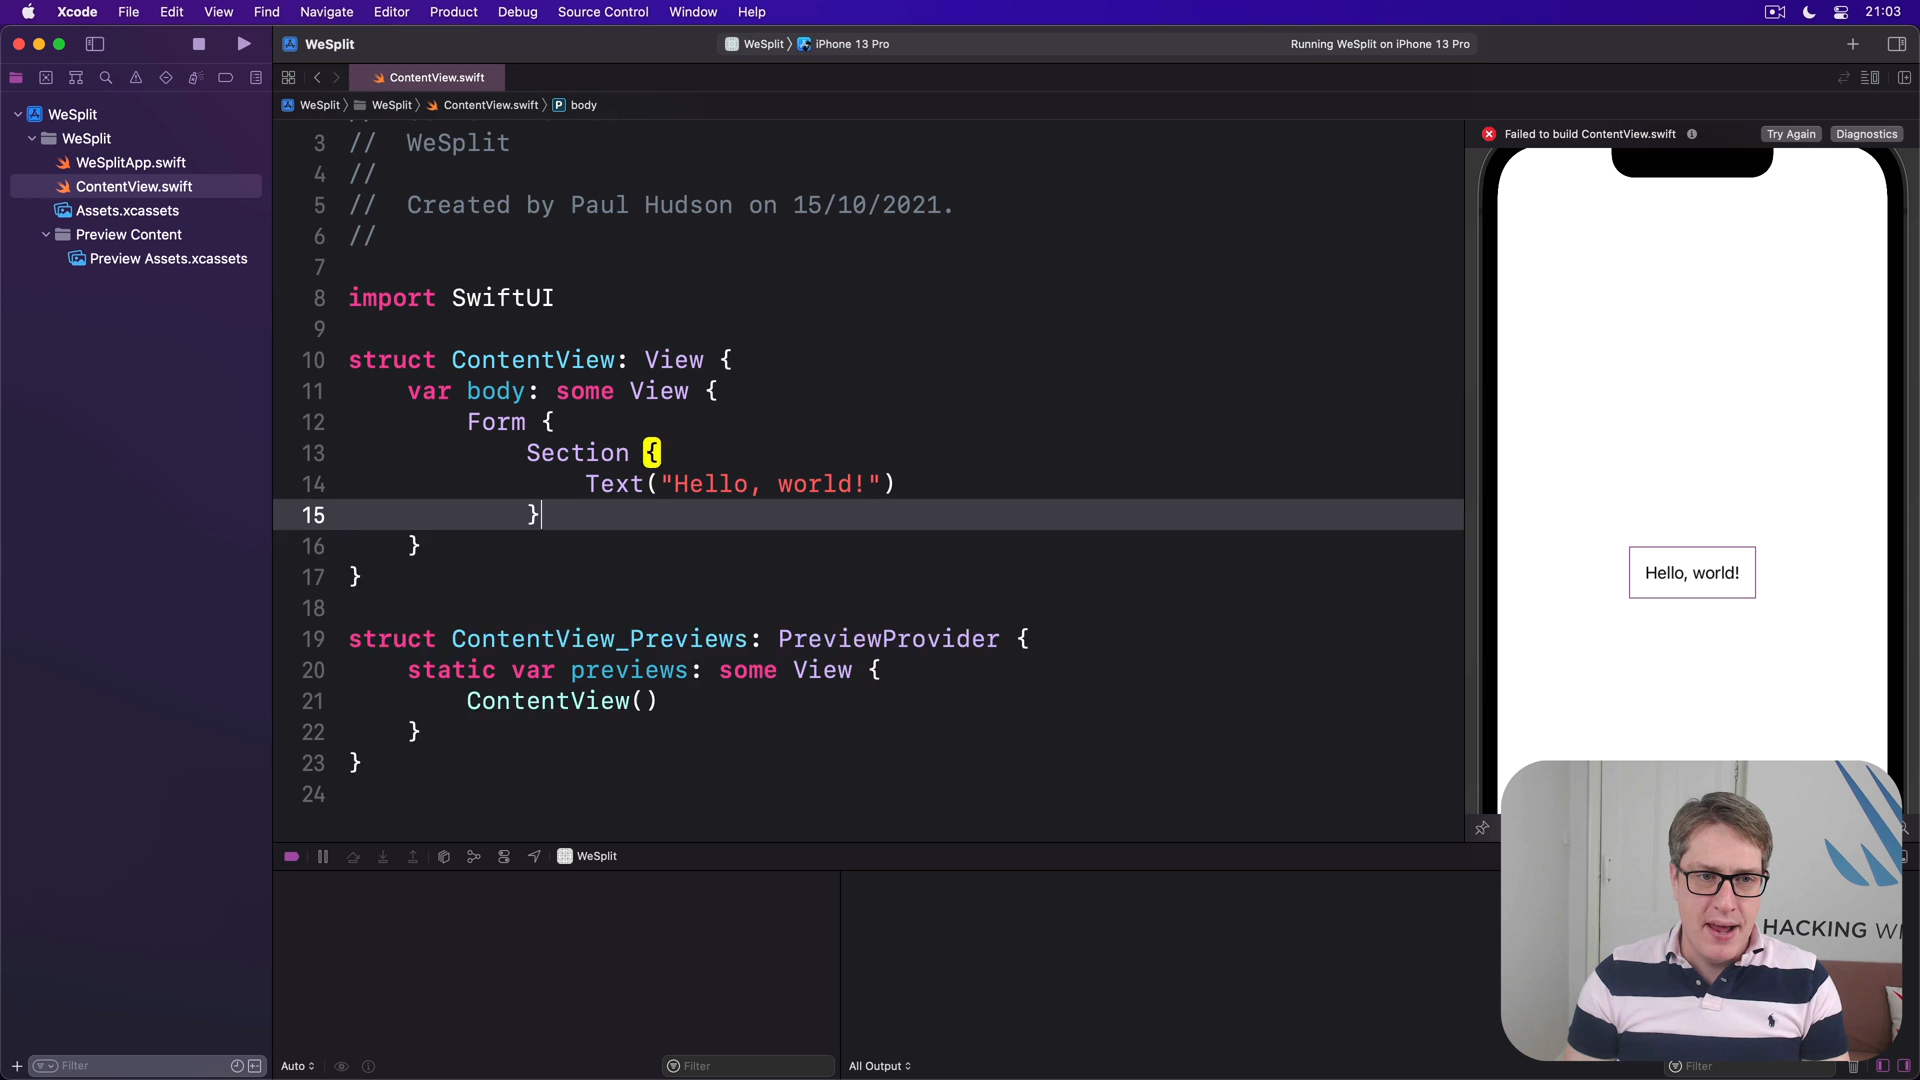 Xcode File Edit View Find Navigate Editor Product Debug Source Control Window Help 21:03
WeSplit
WeSplit iPhone 13 Pro
Running WeSplit on iPhone 13 Pro
ContentView.swift
WeSplit WeSplit ContentView.swift P body
WeSplit
WeSplit
WeSplitApp.swift
ContentView.swift
Assets.xcassets
Preview Content
Preview Assets.xcassets
3 // WeSplit
4 //
5 // Created by Paul Hudson on 15/10/2021.
6 //
7
8 import SwiftUI
9
10 struct ContentView: View {
11 var body: some View {
12 Form {
13 Section {
14 Text("Hello, world!")
15 }
16 }
17 }
18
19 struct ContentView_Previews: PreviewProvider {
20 static var previews: some View {
21 ContentView()
22 }
23 }
24
Failed to build ContentView.swift Try Again Diagnostics
Hello, world!
WeSplit
HACKING WI
Filter
Auto
Filter
All Output
Filter